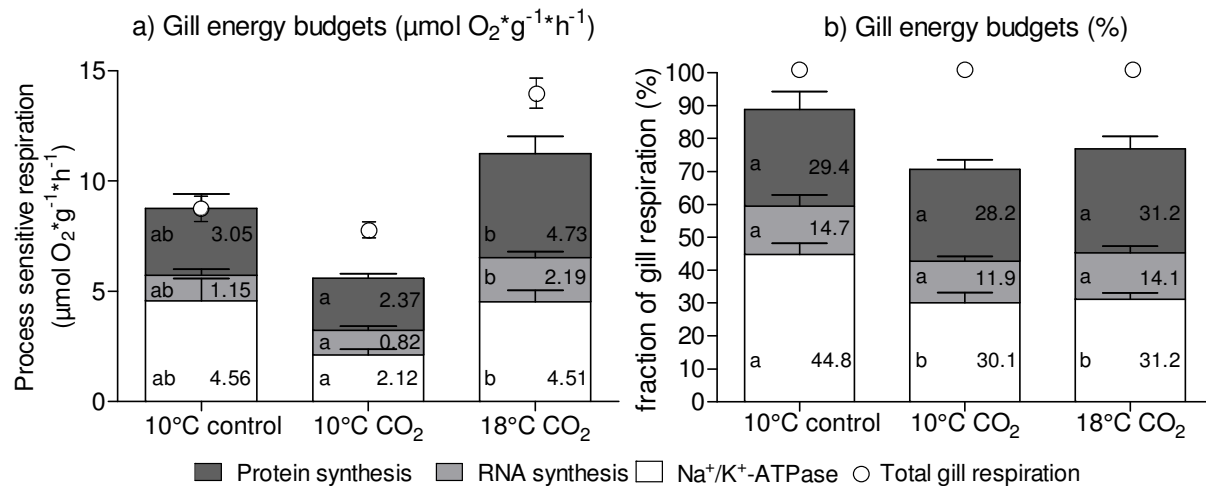 a) Gill energy budgets (µmol O₂*g⁻¹*h⁻¹)
Process sensitive respiration
(µmol O₂*g⁻¹*h⁻¹)
15
10
5
0
ab 3.05
ab 1.15
ab 4.56
a 2.37
a 0.82
a 2.12
b 4.73
b 2.19
b 4.51
10°C control 10°C CO₂ 18°C CO₂
b) Gill energy budgets (%)
fraction of gill respiration (%)
100
90
80
70
60
50
40
30
20
10
0
a 29.4
a 14.7
a 44.8
a 28.2
a 11.9
b 30.1
a 31.2
a 14.1
b 31.2
10°C control 10°C CO₂ 18°C CO₂
Protein synthesis RNA synthesis Na⁺/K⁺-ATPase Total gill respiration